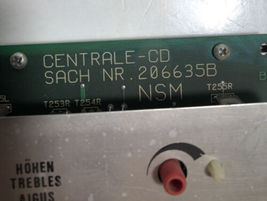 CENTRALE-CD
SACH NR.206635B
NSM
T253R T254R T255R
HÖHEN
TREBLES
AIGUS